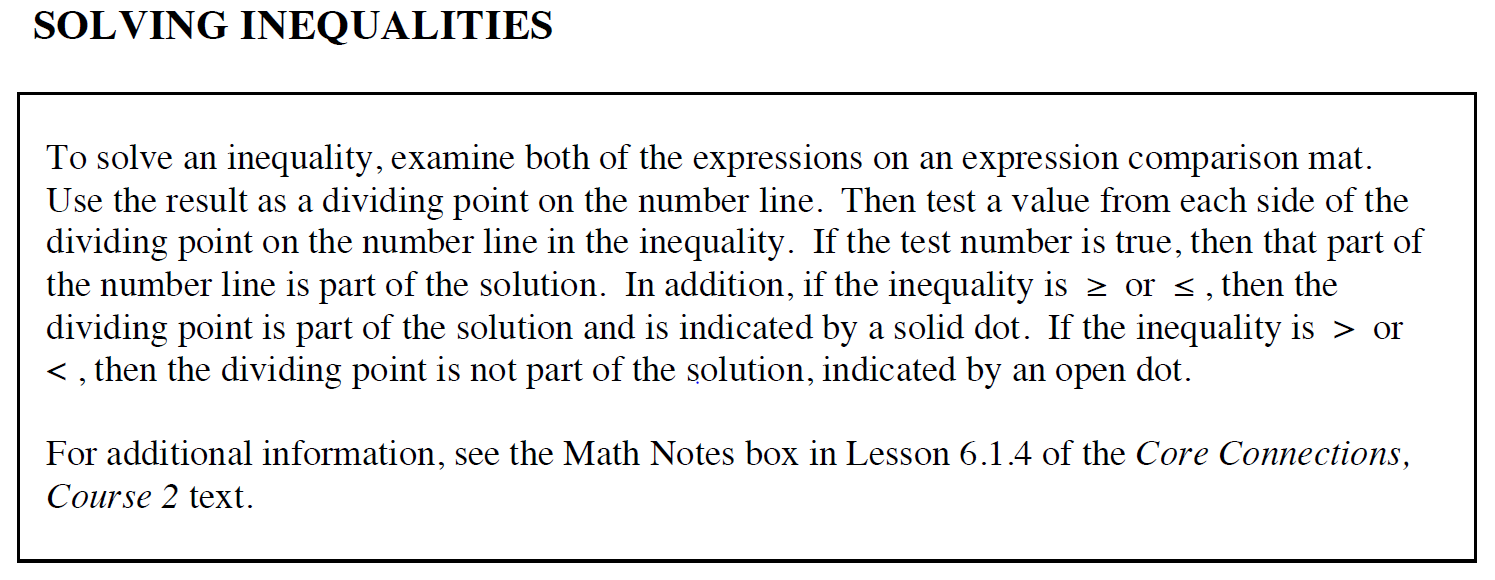 SOLVING INEQUALITIES
To solve an inequality, examine both of the expressions on an expression comparison mat.
Use the result as a dividing point on the number line. Then test a value from each side of the
dividing point on the number line in the inequality. If the test number is true, then that part of
the number line is part of the solution. In addition, if the inequality is ≥ or ≤ , then the
dividing point is part of the solution and is indicated by a solid dot. If the inequality is > or
< , then the dividing point is not part of the solution, indicated by an open dot.
For additional information, see the Math Notes box in Lesson 6.1.4 of the Core Connections,
Course 2 text.